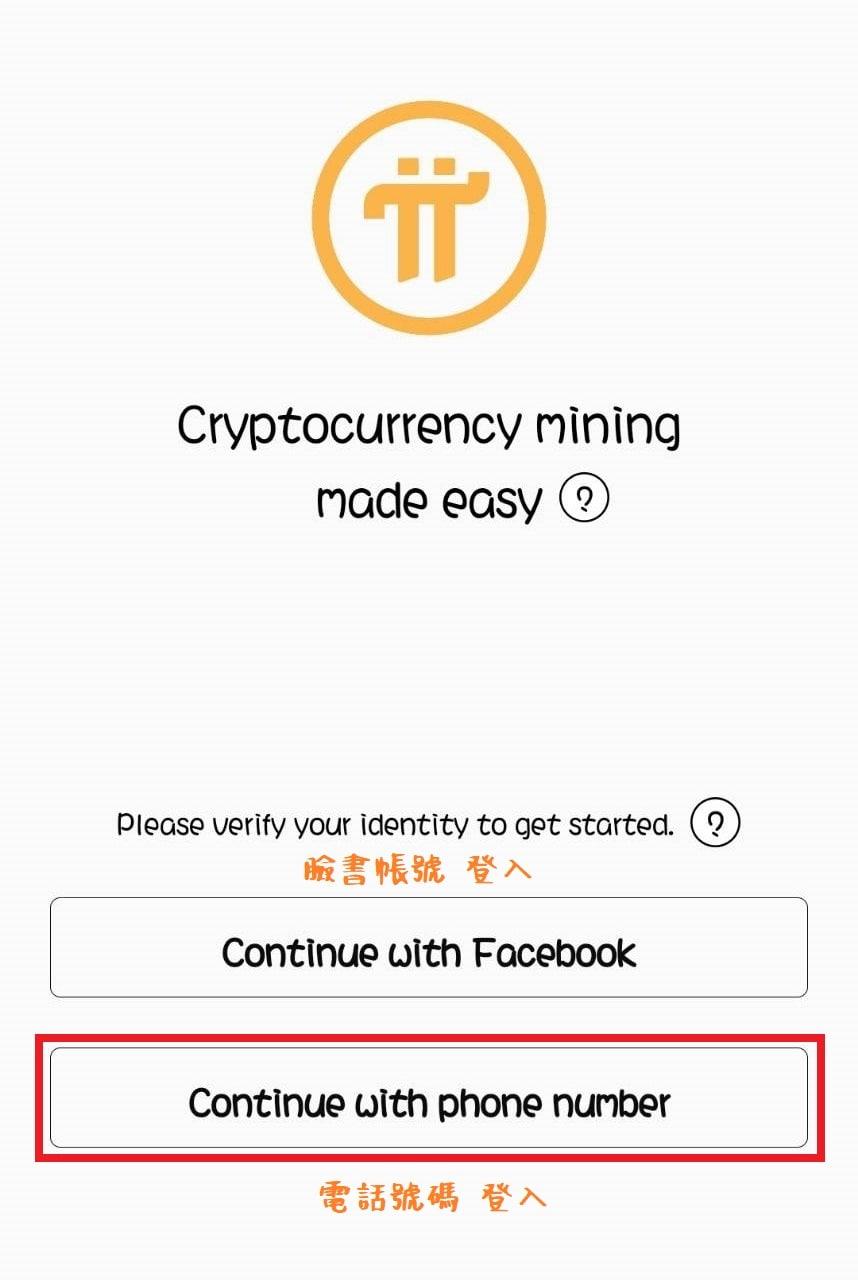 Cryptocurrency mining
made easy ?
Please verify your identity to get started. ?
臉書帳號 登入
Continue with Facebook
Continue with phone number
電話號碼 登入